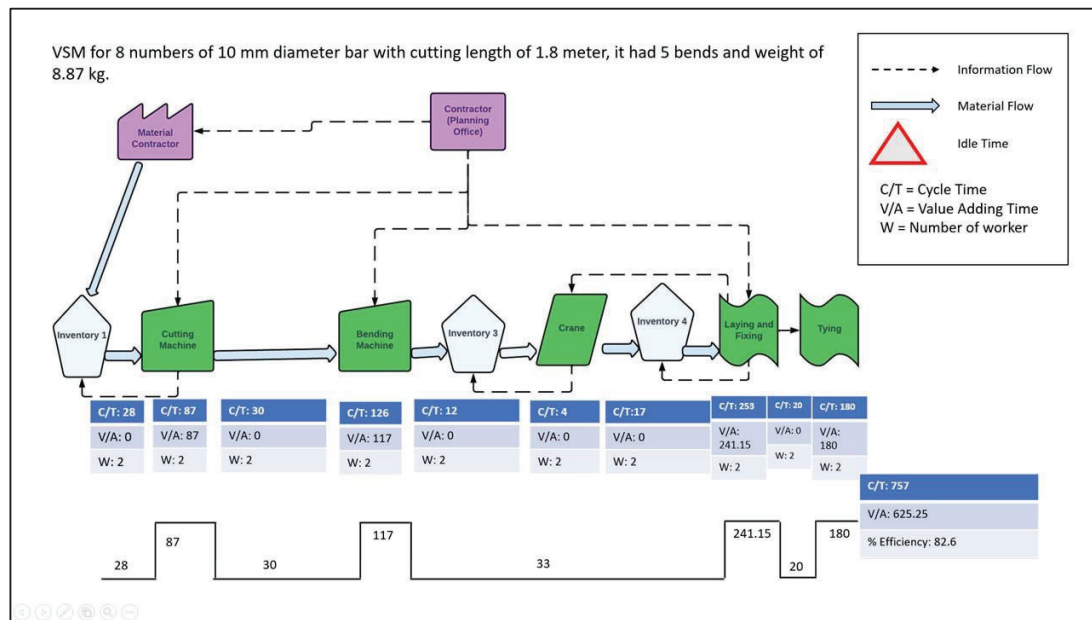 VSM for 8 numbers of 10 mm diameter bar with cutting length of 1.8 meter, it had 5 bends and weight of
8.87 kg.
Information Flow
Material Flow
Idle Time
C/T = Cycle Time
V/A = Value Adding Time
W = Number of worker
Material
Contractor
Contractor
(Planning
Office)
Inventory 1
Cutting
Machine
Bending
Machine
Inventory 3
Crane
Inventory 4
Laying and
Fixing
Tying
C/T: 28
V/A: 0
W: 2
C/T: 87
V/A: 87
W: 2
C/T: 30
V/A: 0
W: 2
C/T: 126
V/A: 117
W: 2
C/T: 12
V/A: 0
W: 2
C/T: 4
V/A: 0
W: 2
C/T:17
V/A: 0
W: 2
C/T: 253
V/A:
241.15
W: 2
C/T: 20
V/A: 0
W: 2
C/T: 180
V/A:
180
W: 2
C/T: 757
V/A: 625.25
% Efficiency: 82.6
28
87
30
117
33
241.15
20
180